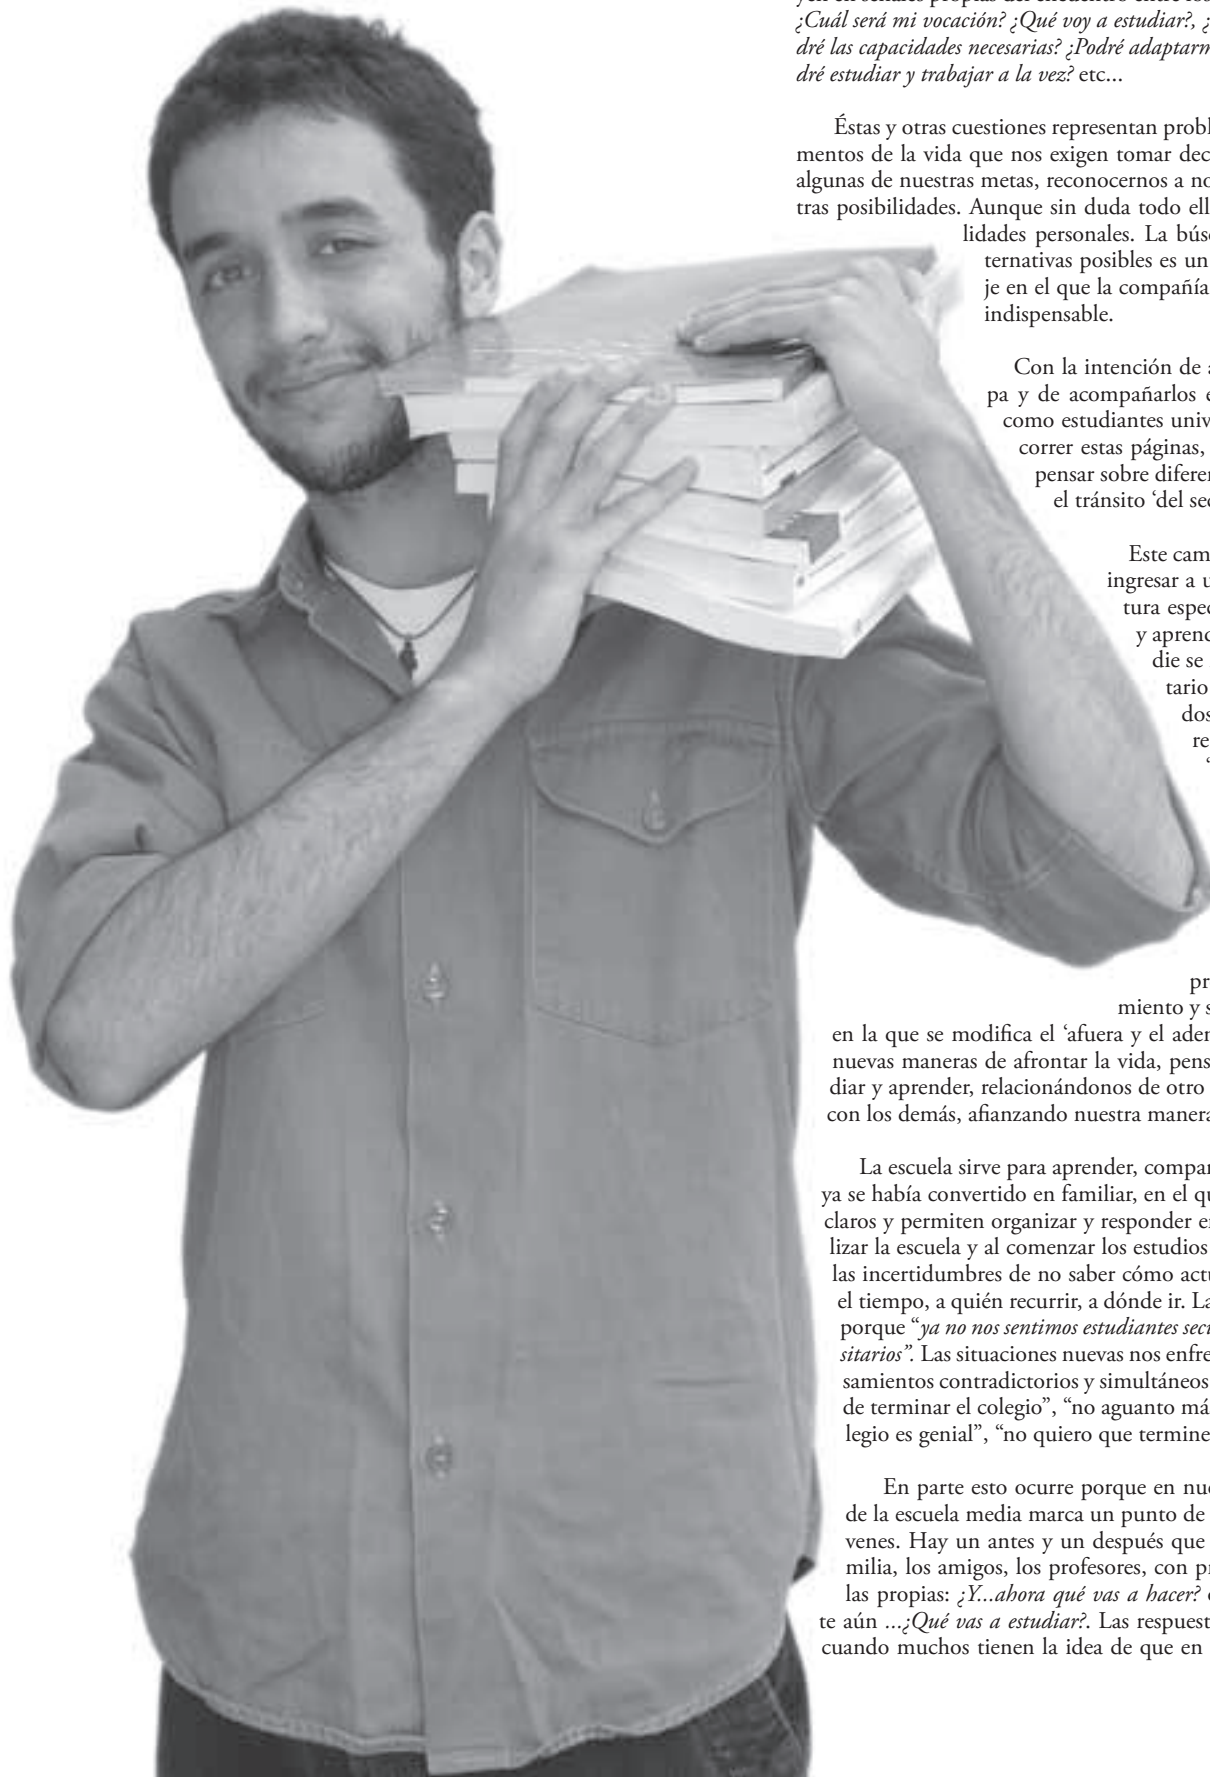 ¿Cuál será mi vocación? ¿Qué voy a estudiar?, ¿
dré las capacidades necesarias? ¿Podré adaptarm
dré estudiar y trabajar a la vez? etc...
Éstas y otras cuestiones representan probl
mentos de la vida que nos exigen tomar dec
algunas de nuestras metas, reconocernos a no
tras posibilidades. Aunque sin duda todo ell
lidades personales. La búsc
ternativas posibles es un
je en el que la compañía
indispensable.
Con la intención de a
pa y de acompañarlos e
como estudiantes univ
correr estas páginas,
pensar sobre diferen
el tránsito ‘del sec
Este cam
ingresar a u
tura espec
y aprend
die se
tario
dos
re
‘
pr
miento y s
en la que se modifica el ‘afuera y el aden
nuevas maneras de afrontar la vida, pens
diar y aprender, relacionándonos de otro
con los demás, afianzando nuestra manera
La escuela sirve para aprender, compar
ya se había convertido en familiar, en el qu
claros y permiten organizar y responder en
lizar la escuela y al comenzar los estudios
las incertidumbres de no saber cómo actu
el tiempo, a quién recurrir, a dónde ir. La
porque “ya no nos sentimos estudiantes secu
sitarios”. Las situaciones nuevas nos enfre
samientos contradictorios y simultáneos
de terminar el colegio”, “no aguanto má
legio es genial”, “no quiero que termine
En parte esto ocurre porque en nue
de la escuela media marca un punto de
venes. Hay un antes y un después que
milia, los amigos, los profesores, con pr
las propias: ¿Y...ahora qué vas a hacer? o
te aún ...¿Qué vas a estudiar?. Las respuest
cuando muchos tienen la idea de que en